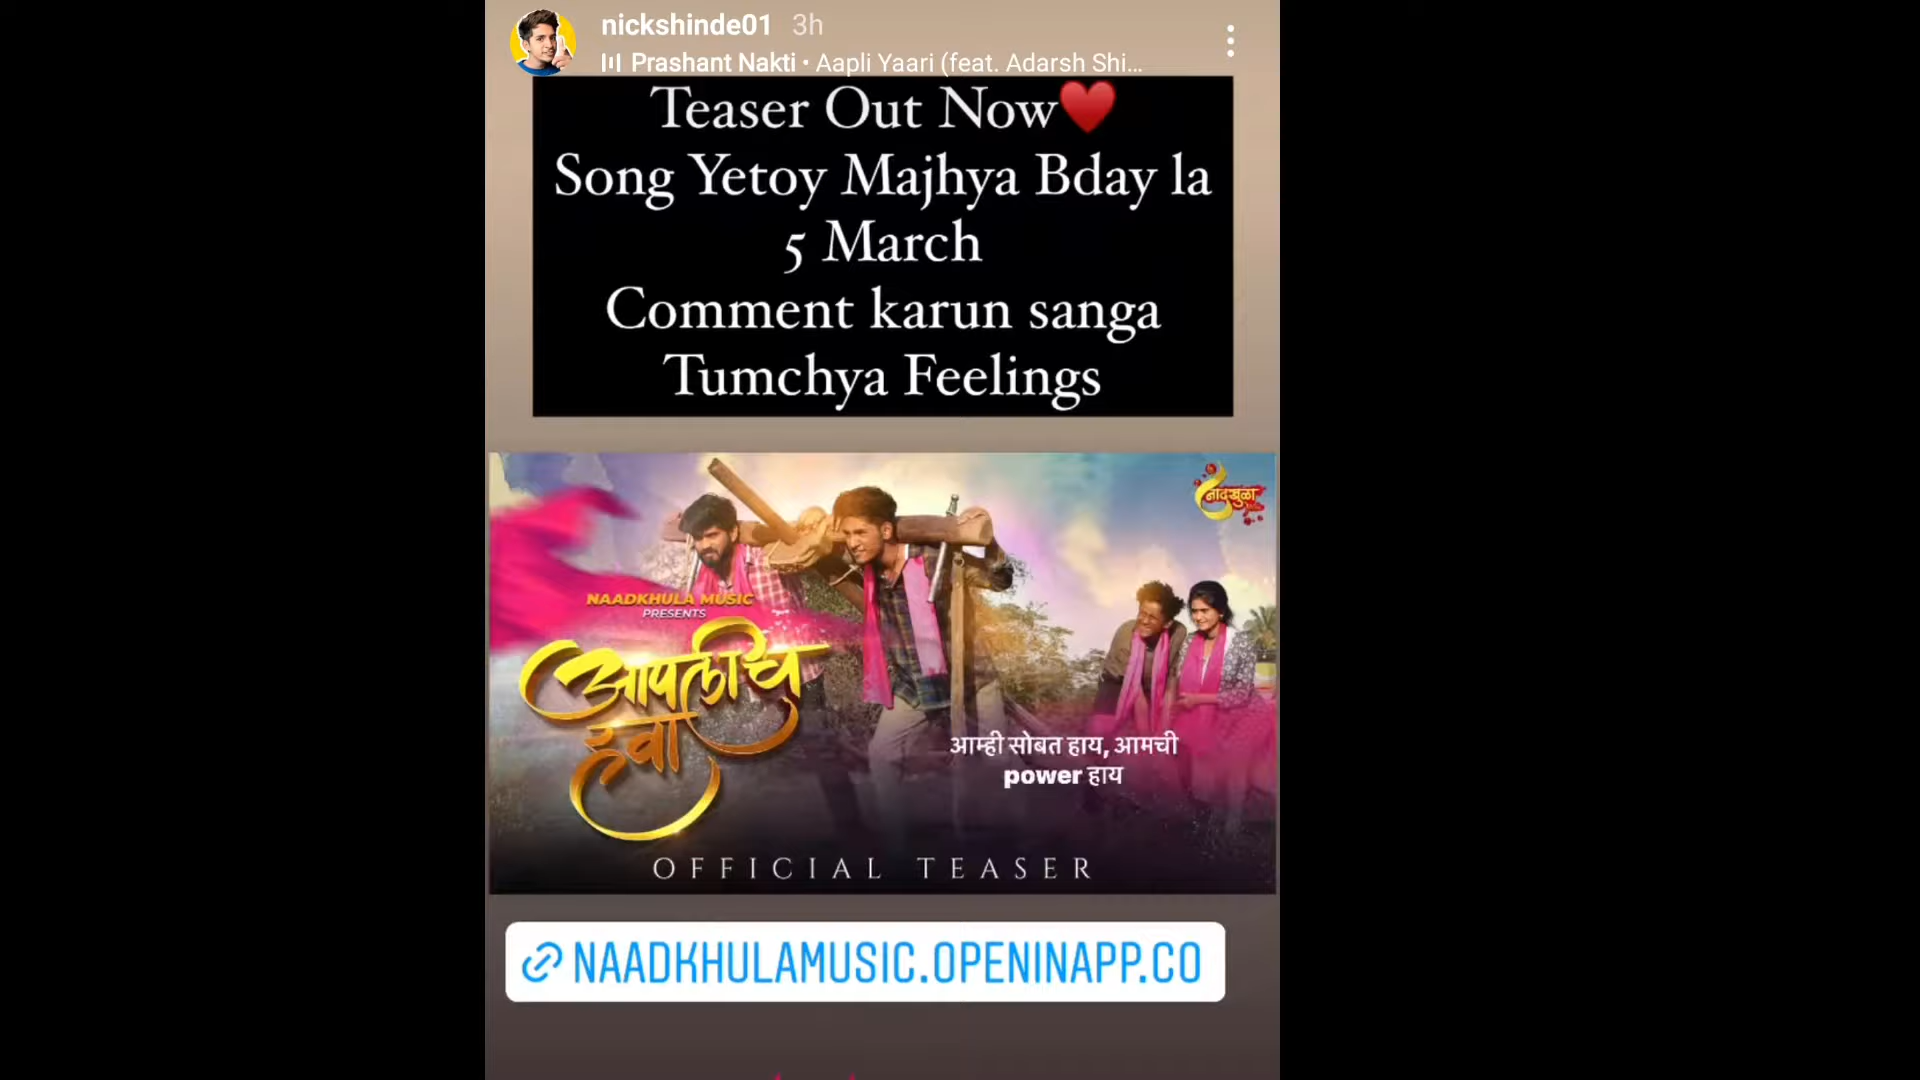 nickshinde01 3h
Prashant Nakti • Aapli Yaari (feat. Adarsh Shi...
Teaser Out Now♥️
Song Yetoy Majhya Bday la
5 March
Comment karun sanga
Tumchya Feelings
नादखुळा
NAADKHULA MUSIC
PRESENTS
आपलीच
हवा
आम्ही सोबत हाय, आमची
power हाय
OFFICIAL TEASER
NAADKHULAMUSIC.OPENINAPP.CO